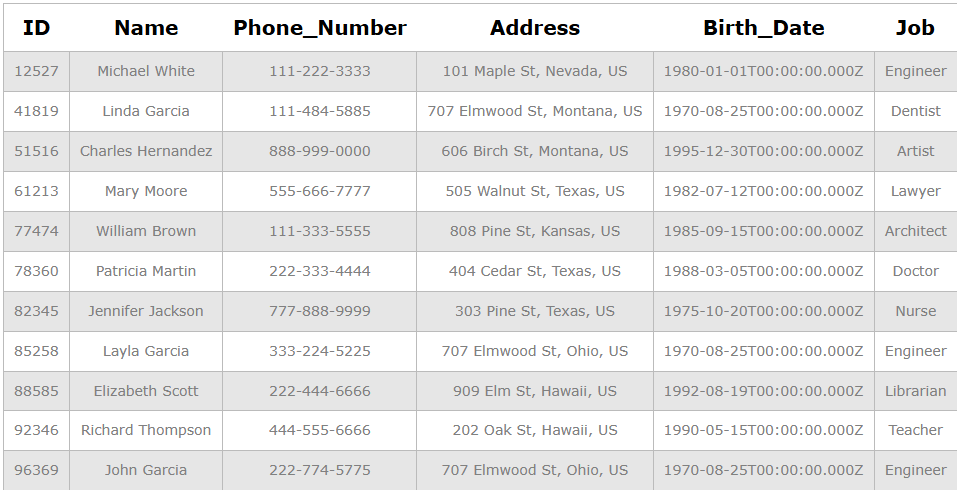 ID Name Phone_Number Address Birth_Date Job
12527 Michael White 111-222-3333 101 Maple St, Nevada, US 1980-01-01T00:00:00.000Z Engineer
41819 Linda Garcia 111-484-5885 707 Elmwood St, Montana, US 1970-08-25T00:00:00.000Z Dentist
51516 Charles Hernandez 888-999-0000 606 Birch St, Montana, US 1995-12-30T00:00:00.000Z Artist
61213 Mary Moore 555-666-7777 505 Walnut St, Texas, US 1982-07-12T00:00:00.000Z Lawyer
77474 William Brown 111-333-5555 808 Pine St, Kansas, US 1985-09-15T00:00:00.000Z Architect
78360 Patricia Martin 222-333-4444 404 Cedar St, Texas, US 1988-03-05T00:00:00.000Z Doctor
82345 Jennifer Jackson 777-888-9999 303 Pine St, Texas, US 1975-10-20T00:00:00.000Z Nurse
85258 Layla Garcia 333-224-5225 707 Elmwood St, Ohio, US 1970-08-25T00:00:00.000Z Engineer
88585 Elizabeth Scott 222-444-6666 909 Elm St, Hawaii, US 1992-08-19T00:00:00.000Z Librarian
92346 Richard Thompson 444-555-6666 202 Oak St, Hawaii, US 1990-05-15T00:00:00.000Z Teacher
96369 John Garcia 222-774-5775 707 Elmwood St, Ohio, US 1970-08-25T00:00:00.000Z Engineer